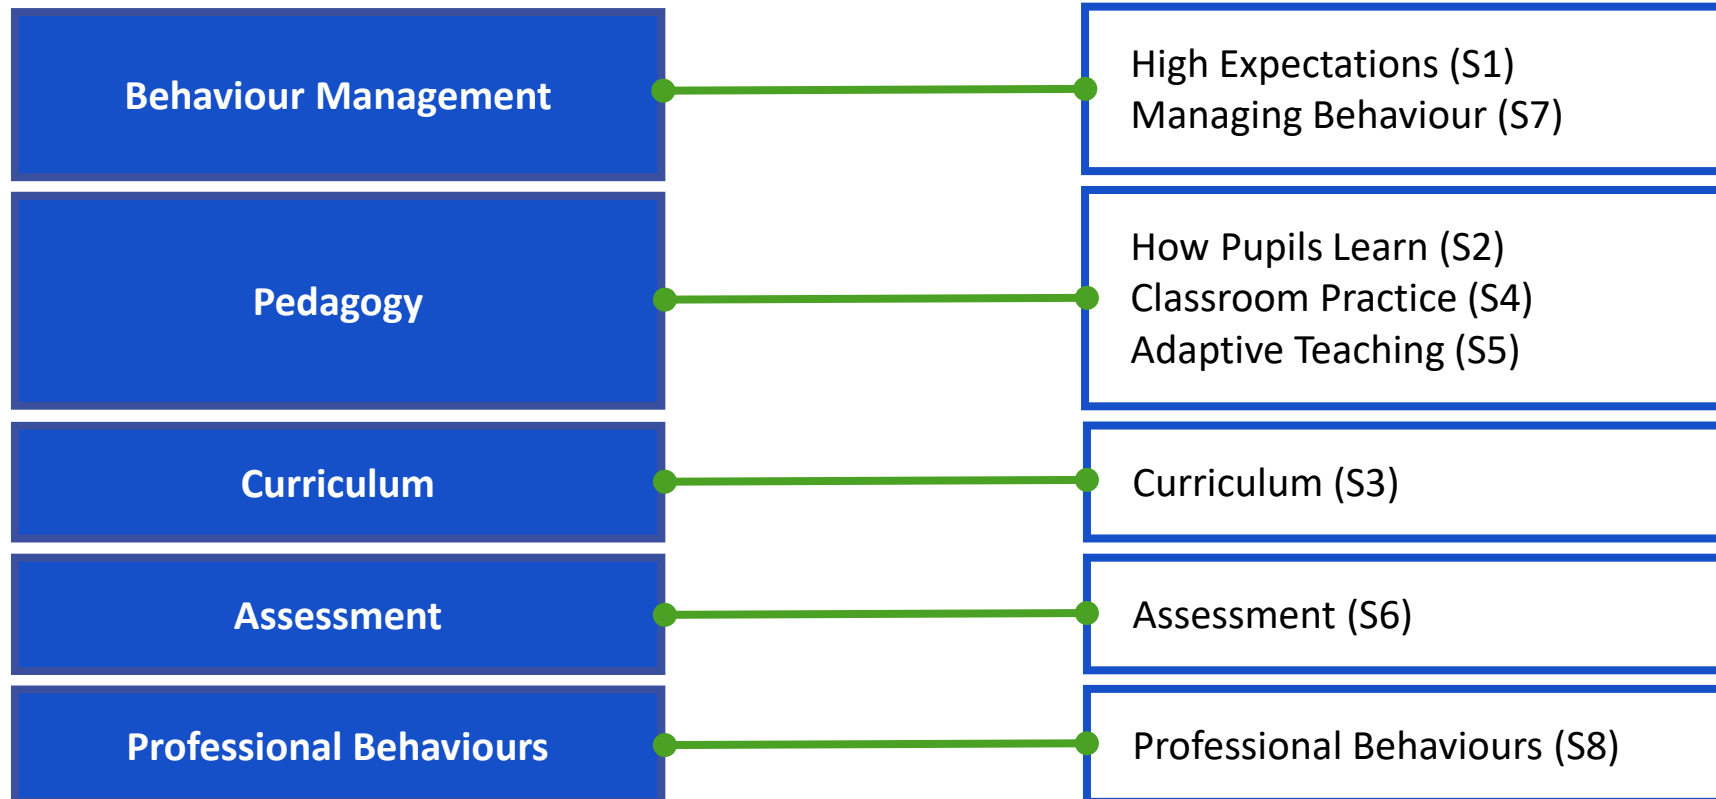 Behaviour Management
High Expectations (S1)
Managing Behaviour (S7)
Pedagogy
How Pupils Learn (S2)
Classroom Practice (S4)
Adaptive Teaching (S5)
Curriculum
Curriculum (S3)
Assessment
Assessment (S6)
Professional Behaviours
Professional Behaviours (S8)